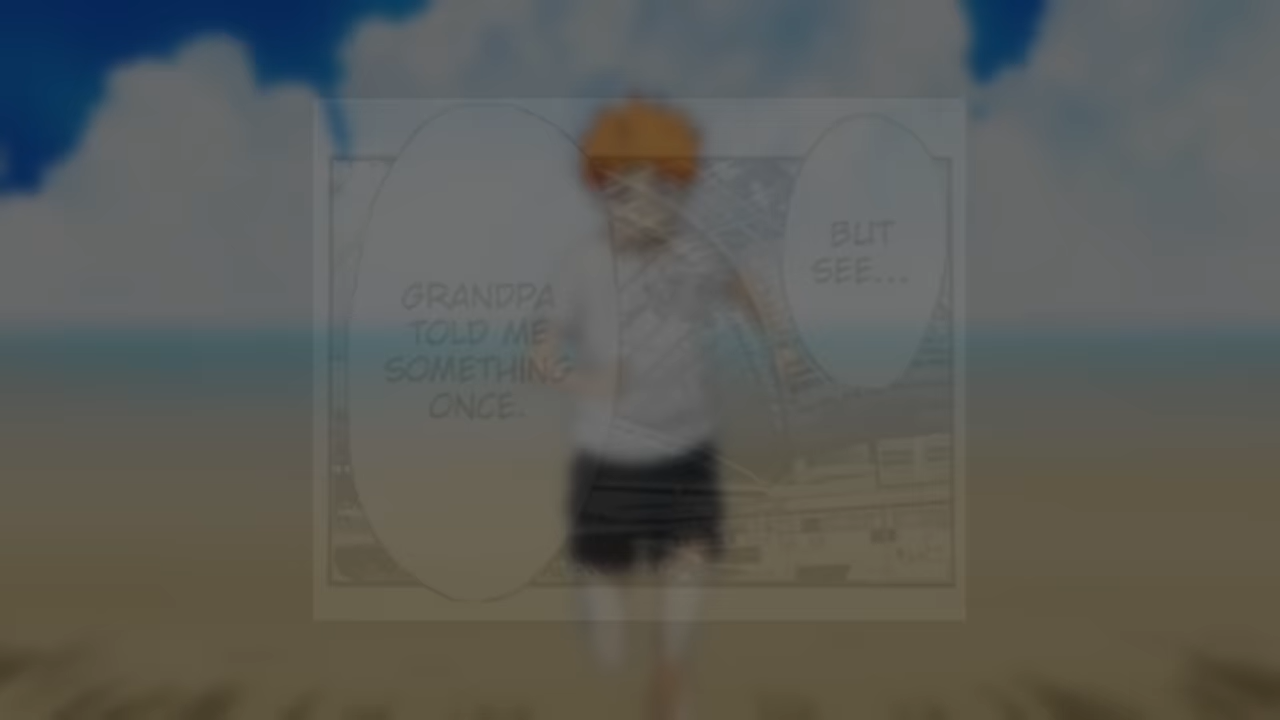 BUT
SEE...
GRANDPA
TOLD ME
SOMETHING
ONCE.